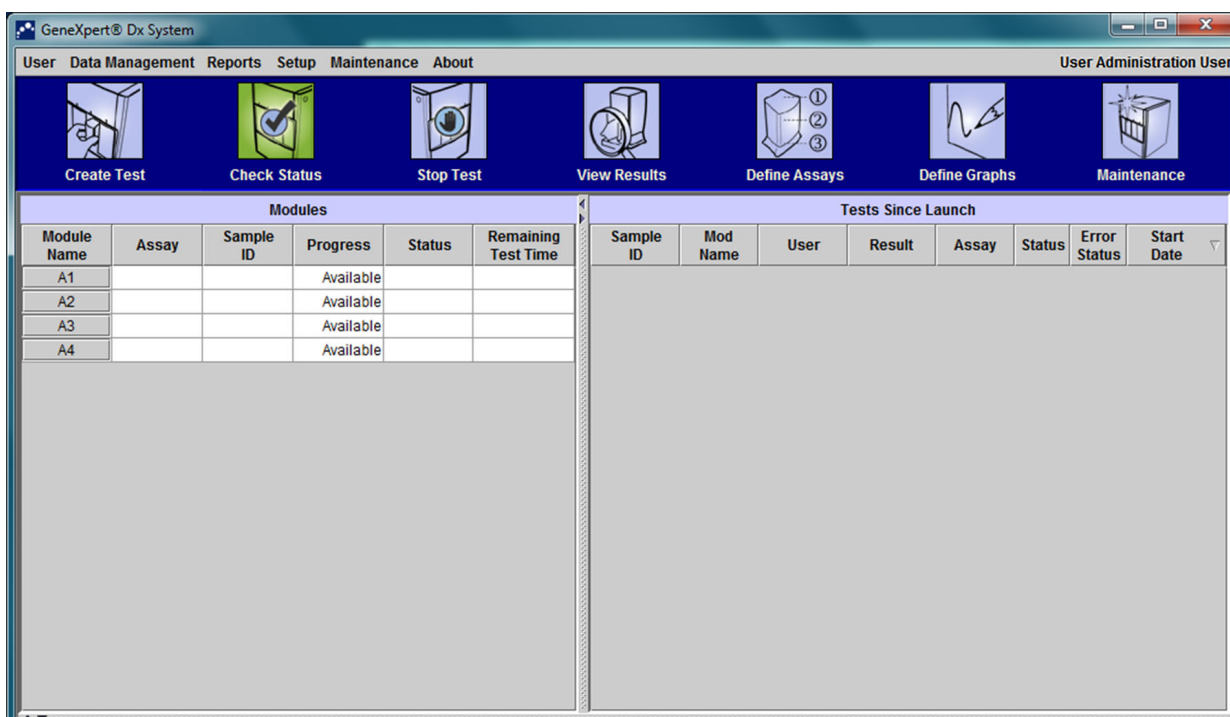 GeneXpert® Dx System
User Data Management Reports Setup Maintenance About User Administration User
① ② ③
Create Test Check Status Stop Test View Results Define Assays Define Graphs Maintenance
Modules
Module Name Assay Sample ID Progress Status Remaining Test Time
A1 Available
A2 Available
A3 Available
A4 Available
Tests Since Launch
Sample ID Mod Name User Result Assay Status Error Status Start Date